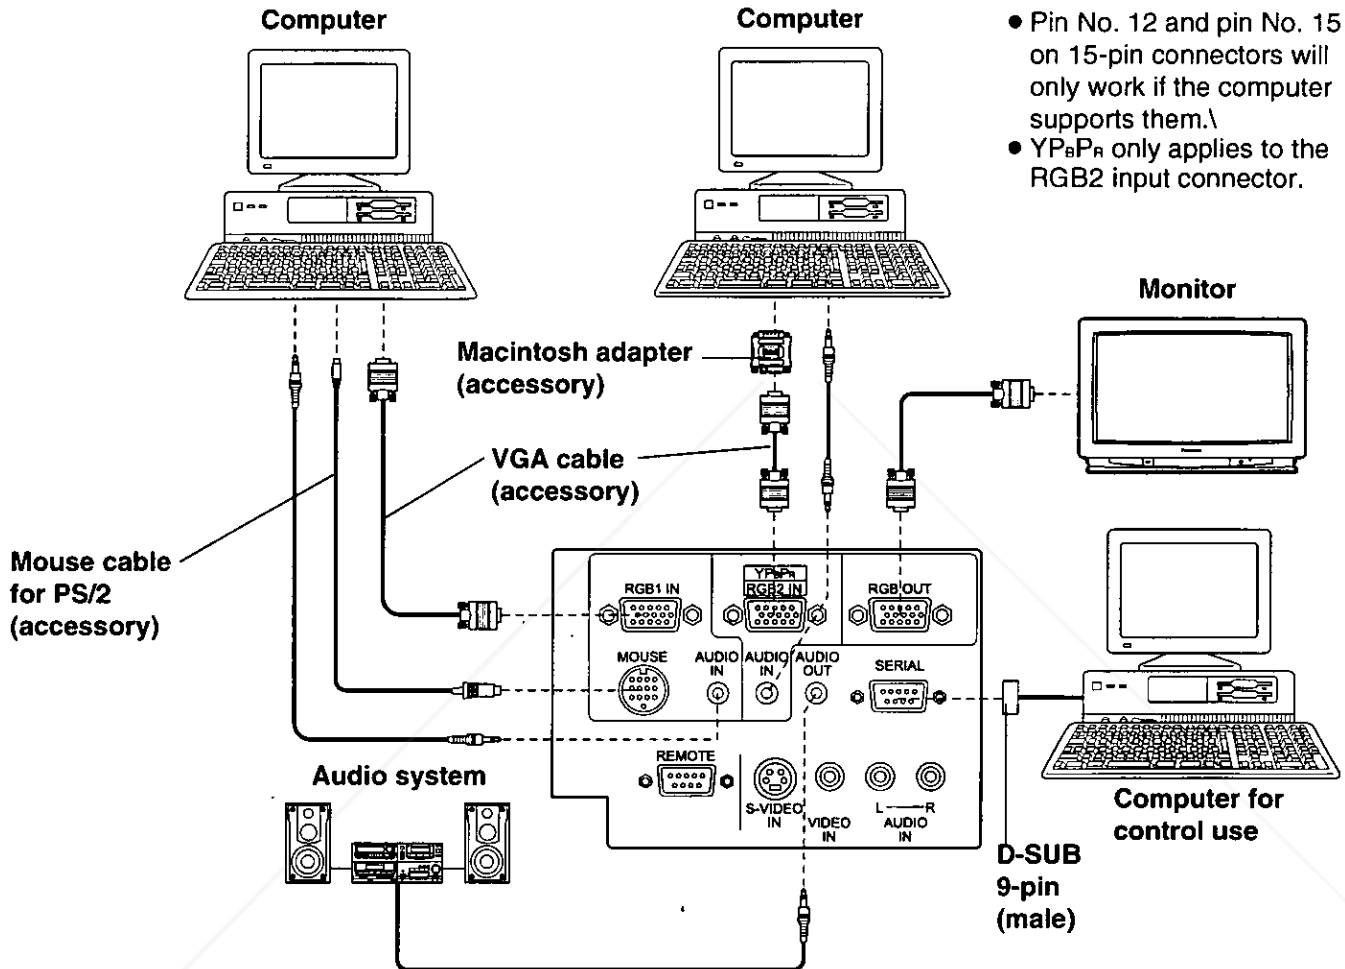 Computer
Computer
● Pin No. 12 and pin No. 15
on 15-pin connectors will
only work if the computer
supports them.\
● YPBPR only applies to the
RGB2 input connector.
Monitor
Macintosh adapter
(accessory)
VGA cable
(accessory)
Mouse cable
for PS/2
(accessory)
RGB1 IN
YPBPR
RGB2 IN
RGB OUT
MOUSE
AUDIO
IN
AUDIO
IN
AUDIO
OUT
SERIAL
REMOTE
S-VIDEO
IN
VIDEO
IN
L R
AUDIO
IN
Audio system
Computer for
control use
D-SUB
9-pin
(male)